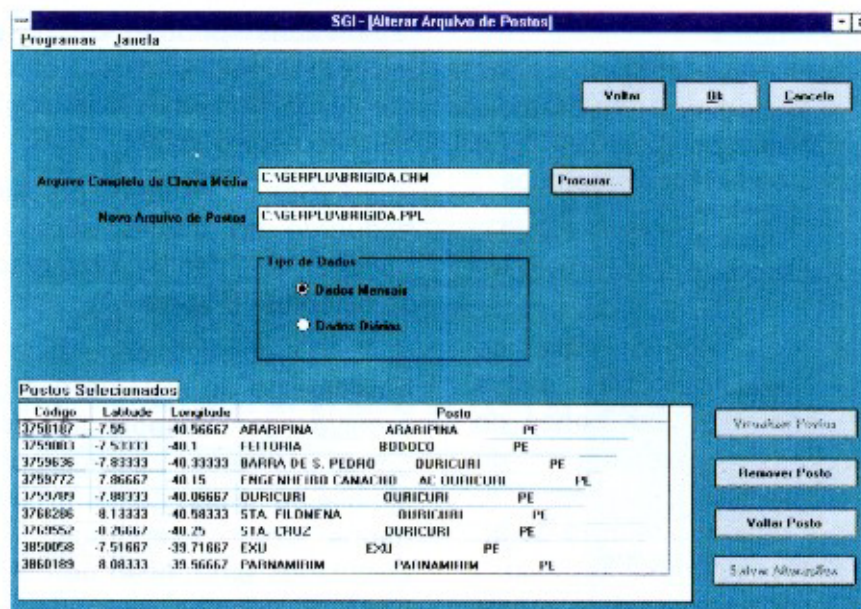 SGI - [Alterar Arquivo de Postos]
Programas Janela
Voltar Ok Cancela
Arquivo Completo de Chuva Média C:\GERPLU\BRIGIDA.CHM Procurar...
Novo Arquivo de Postos C:\GERPLU\BRIGIDA.PPL
Tipo de Dados
Dados Mensais
Dados Diários
Postos Selecionados
Código Latitude Longitude Posto
3758187 -7.55 40.56667 ARARIPINA ARARIPINA PE
3759083 -7.53333 -40.1 FEITORIA BODOCO PE
3759636 -7.83333 -40.33333 BARRA DE S. PEDRO OURICURI PE
3759772 7.86667 40.15 ENGENHEIRO CAMACHO AC OURICURI PE
3759789 -7.88333 -40.06667 OURICURI OURICURI PE
3768286 8.13333 40.58333 STA. FILOMENA OURICURI PE
3769552 -8.26667 -40.25 STA. CRUZ OURICURI PE
3850058 -7.51667 -39.71667 EXU EXU PE
3860189 8.08333 39.56667 PARNAMIRIM PARNAMIRIM PE
Visualizar Postos
Remover Posto
Voltar Posto
Salvar Alterações